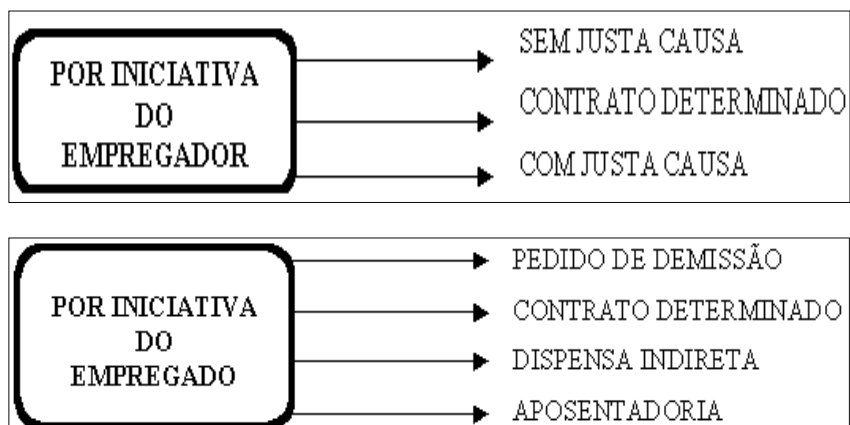 POR INICIATIVA
DO
EMPREGADOR
SEM JUSTA CAUSA
CONTRATO DETERMINADO
COM JUSTA CAUSA
POR INICIATIVA
DO
EMPREGADO
PEDIDO DE DEMISSÃO
CONTRATO DETERMINADO
DISPENSA INDIRETA
APOSENTADORIA